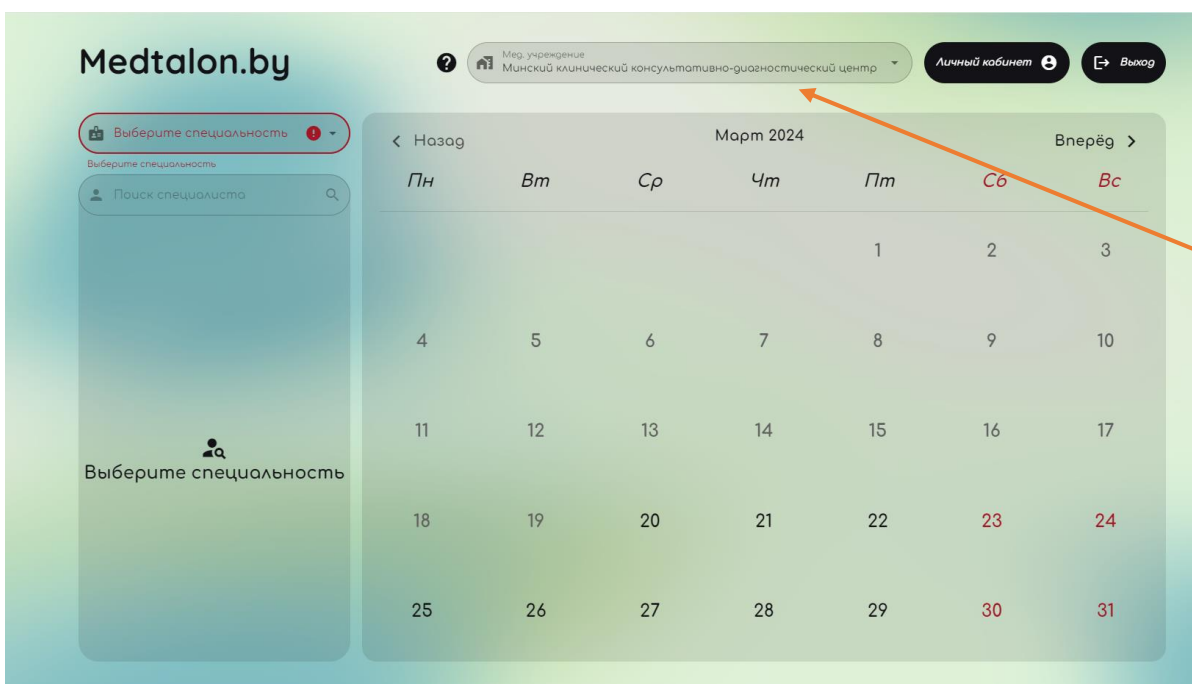 Medtalon.by
Мед. учреждение
Минский клинический консультативно-диагностический центр
Личный кабинет
Выход
Выберите специальность
Выберите специальность
Поиск специалиста
Выберите специальность
Назад
Март 2024
Вперёд
Пн Вт Ср Чт Пт Сб Вс
1 2 3
4 5 6 7 8 9 10
11 12 13 14 15 16 17
18 19 20 21 22 23 24
25 26 27 28 29 30 31